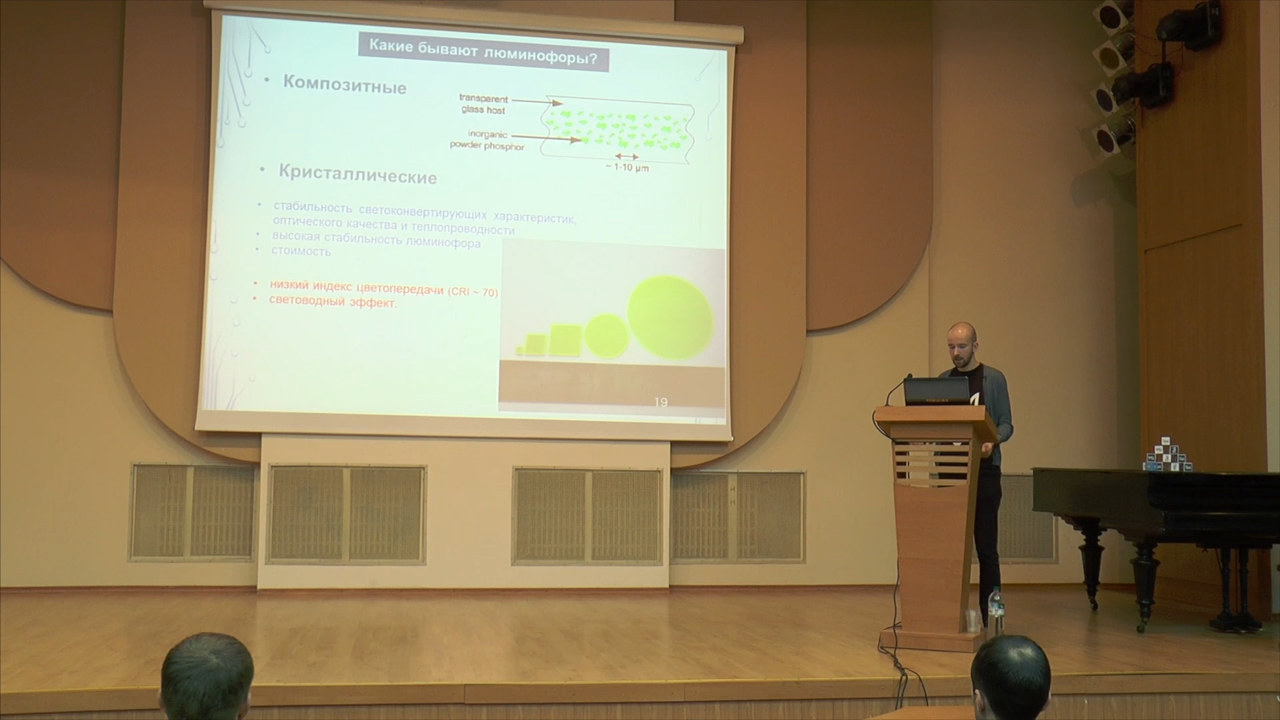 Какие бывают люминофоры?
• Композитные
transparent
glass host
inorganic
powder phosphor
~ 1-10 μm
• Кристаллические
• стабильность светоконвертирующих характеристик,
оптического качества и теплопроводности
• высокая стабильность люминофора
• стоимость
• низкий индекс цветопередачи (CRI ~ 70)
• световодный эффект.
19